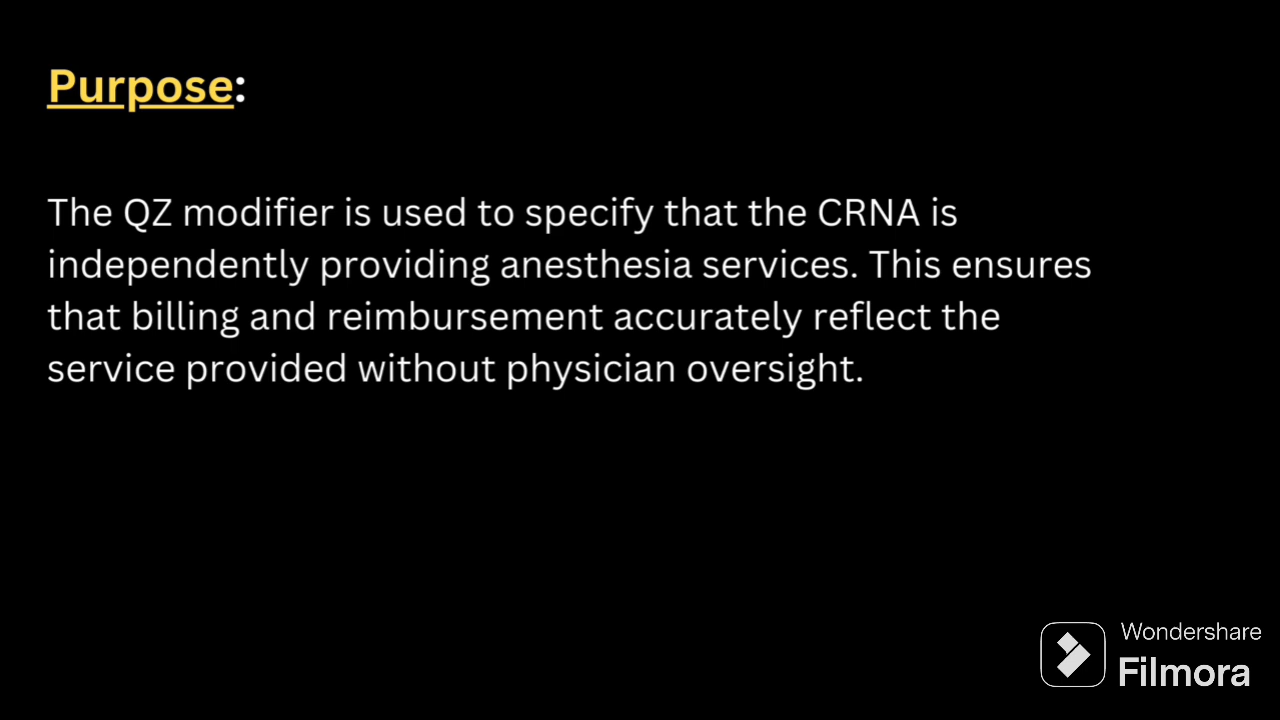 Purpose:
The QZ modifier is used to specify that the CRNA is
independently providing anesthesia services. This ensures
that billing and reimbursement accurately reflect the
service provided without physician oversight.
Wondershare
Filmora